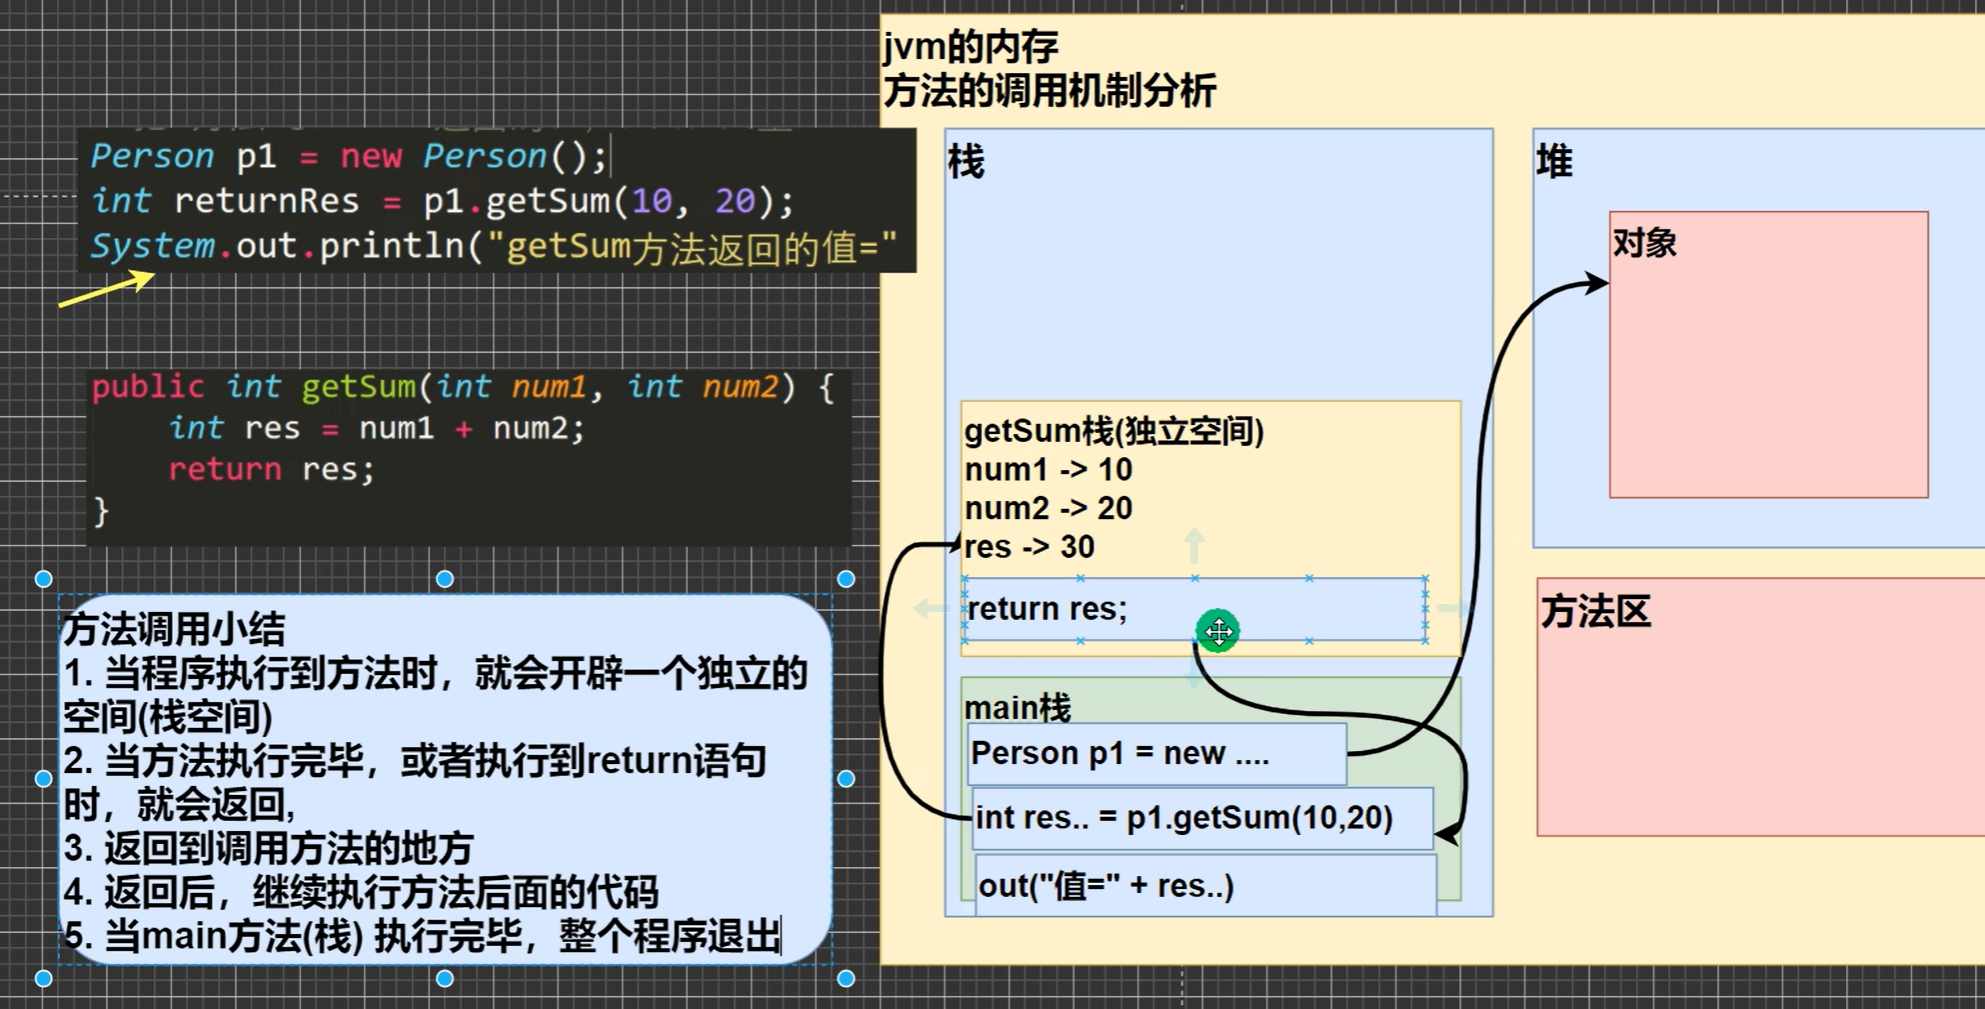 Person p1 = new Person();
int returnRes = p1.getSum(10, 20);
System.out.println("getSum方法返回的值="
public int getSum(int num1, int num2) {
int res = num1 + num2;
return res;
}
方法调用小结
1. 当程序执行到方法时，就会开辟一个独立的
空间(栈空间)
2. 当方法执行完毕，或者执行到return语句
时，就会返回,
3. 返回到调用方法的地方
4. 返回后，继续执行方法后面的代码
5. 当main方法(栈) 执行完毕，整个程序退出
jvm的内存
方法的调用机制分析
栈
getSum栈(独立空间)
num1 -> 10
num2 -> 20
res -> 30
return res;
main栈
Person p1 = new ....
int res.. = p1.getSum(10,20)
out("值=" + res..)
堆
对象
方法区